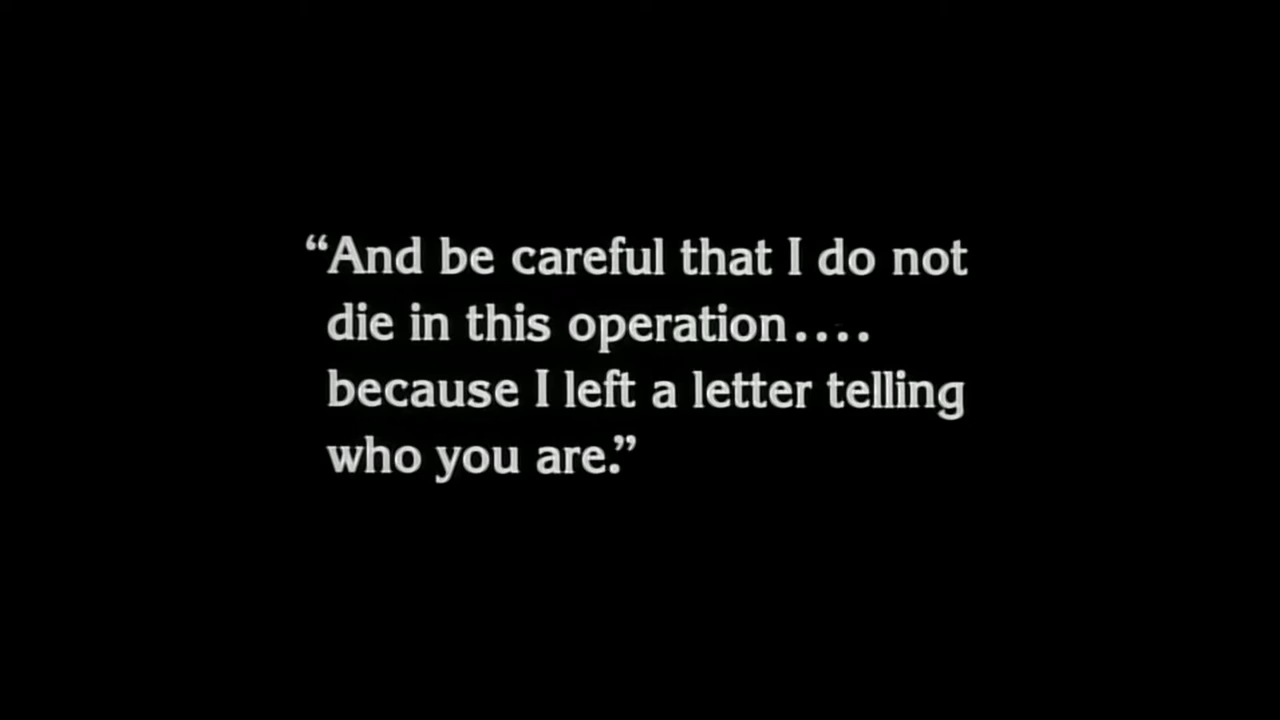 “And be careful that I do not
die in this operation....
because I left a letter telling
who you are.”